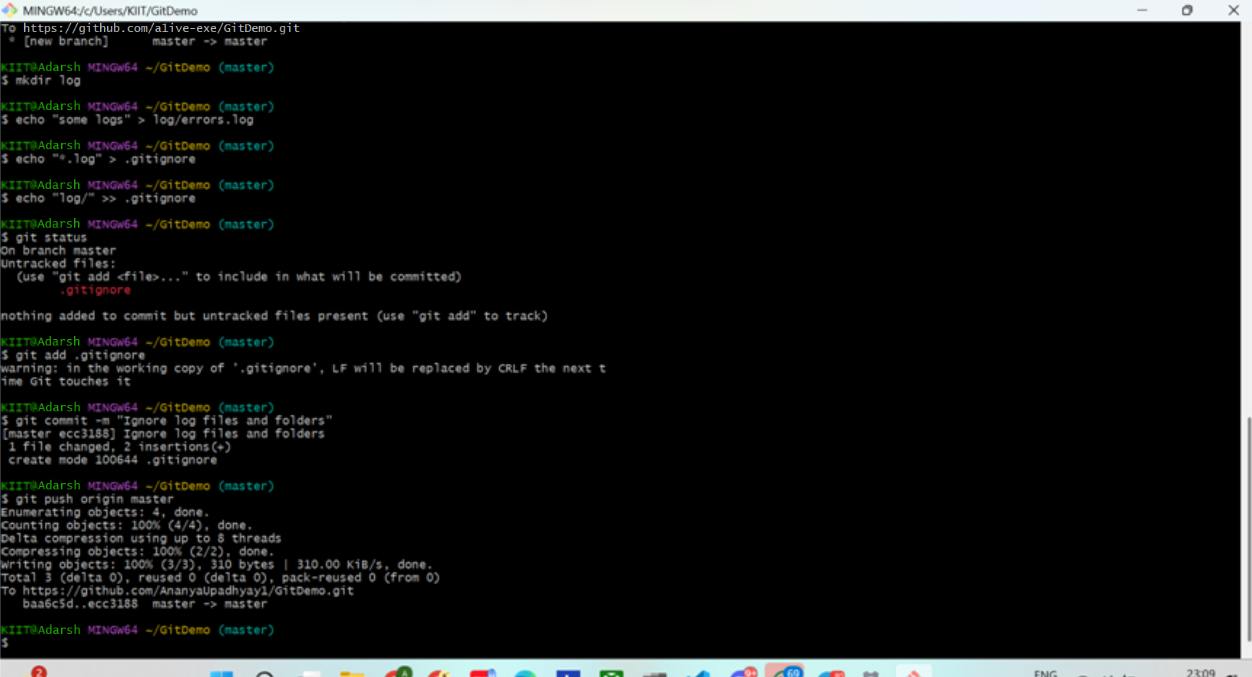 MINGW64:/c/Users/KIIT/GitDemo
To https://github.com/alive-exe/GitDemo.git
 * [new branch]      master -> master
KIIT@Adarsh MINGW64 ~/GitDemo (master)
$ mkdir log
KIIT@Adarsh MINGW64 ~/GitDemo (master)
$ echo "some logs" > log/errors.log
KIIT@Adarsh MINGW64 ~/GitDemo (master)
$ echo "*.log" > .gitignore
KIIT@Adarsh MINGW64 ~/GitDemo (master)
$ echo "log/" >> .gitignore
KIIT@Adarsh MINGW64 ~/GitDemo (master)
$ git status
On branch master
Untracked files:
  (use "git add <file>..." to include in what will be committed)
        .gitignore
nothing added to commit but untracked files present (use "git add" to track)
KIIT@Adarsh MINGW64 ~/GitDemo (master)
$ git add .gitignore
warning: in the working copy of '.gitignore', LF will be replaced by CRLF the next t
ime Git touches it
KIIT@Adarsh MINGW64 ~/GitDemo (master)
$ git commit -m "Ignore log files and folders"
[master ecc3188] Ignore log files and folders
 1 file changed, 2 insertions(+)
 create mode 100644 .gitignore
KIIT@Adarsh MINGW64 ~/GitDemo (master)
$ git push origin master
Enumerating objects: 4, done.
Counting objects: 100% (4/4), done.
Delta compression using up to 8 threads
Compressing objects: 100% (2/2), done.
Writing objects: 100% (3/3), 310 bytes | 310.00 KiB/s, done.
Total 3 (delta 0), reused 0 (delta 0), pack-reused 0 (from 0)
To https://github.com/AnanyaUpadhyay1/GitDemo.git
   baa6c5d..ecc3188  master -> master
KIIT@Adarsh MINGW64 ~/GitDemo (master)
$
2
69
ENG
23:09